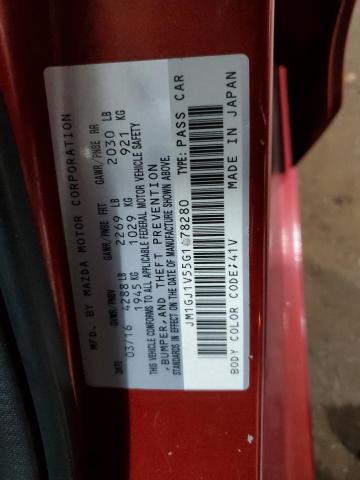 MFD. BY MAZDA MOTOR CORPORATION
GVWR/PNBV GAWR/PNBE FRT GAWR/PNBE RR
03/16 4288 LB 2269 LB 2030 LB
1945 KG 1029 KG 921 KG
THIS VEHICLE CONFORMS TO ALL APPLICABLE FEDERAL MOTOR VEHICLE SAFETY
,BUMPER,AND THEFT PREVENTION
STANDARDS IN EFFECT ON THE DATE OF MANUFACTURE SHOWN ABOVE.
JM1GJ1V55G1 78280 TYPE: PASS CAR
BODY COLOR CODE/41V MADE IN JAPAN